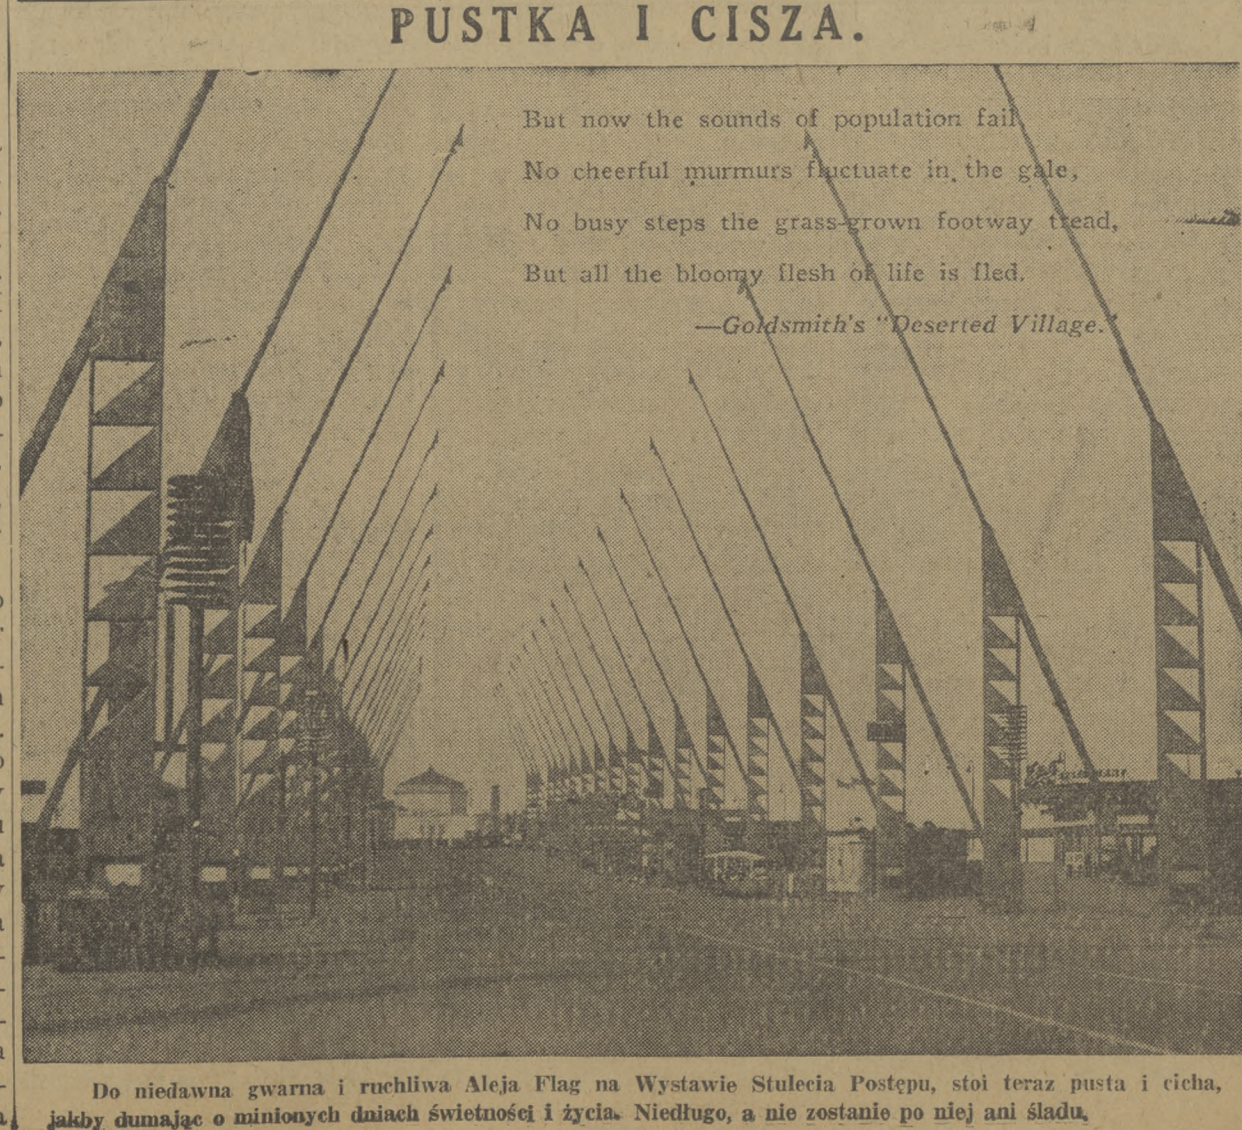 PUSTKA I CISZA.
But now the sounds of population fail
No cheerful murmurs fluctuate in the gale,
No busy steps the grass-grown footway tread,
But all the bloomy flesh of life is fled.
—Goldsmith's "Deserted Village."
Do niedawna gwarna i ruchliwa Aleja Flag na Wystawie Stulecia Postępu, stoi teraz pusta i cicha,
jakby dumając o minionych dniach świetności i życia. Niedługo, a nie zostanie po niej ani śladu.